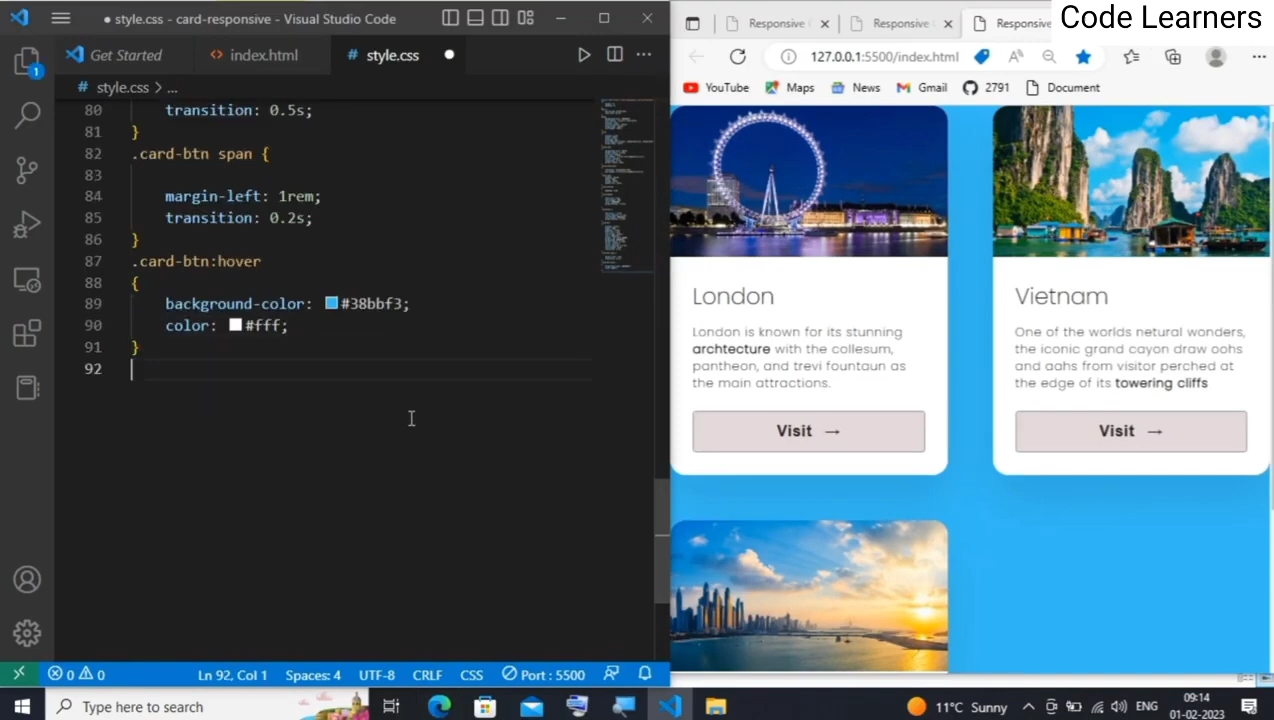 ● style.css - card-responsive - Visual Studio Code
Get Started
<> index.html
# style.css
# style.css > ...
1
80 transition: 0.5s;
81 }
82 .card-btn span {
83
84 margin-left: 1rem;
85 transition: 0.2s;
86 }
87 .card-btn:hover
88 {
89 background-color: #38bbf3;
90 color: #fff;
91 }
92
0 0
Ln 92, Col 1
Spaces: 4
UTF-8
CRLF
CSS
Port : 5500
Responsive
Responsive
Responsive
Code Learners
127.0.0.1:5500/index.html
YouTube
Maps
News
Gmail
2791
Document
London
London is known for its stunning
archtecture with the collesum,
pantheon, and trevi fountaun as
the main attractions.
Visit →
Vietnam
One of the worlds netural wonders,
the iconic grand cayon draw oohs
and aahs from visitor perched at
the edge of its towering cliffs
Visit →
Type here to search
11°C Sunny
ENG
09:14
01-02-2023